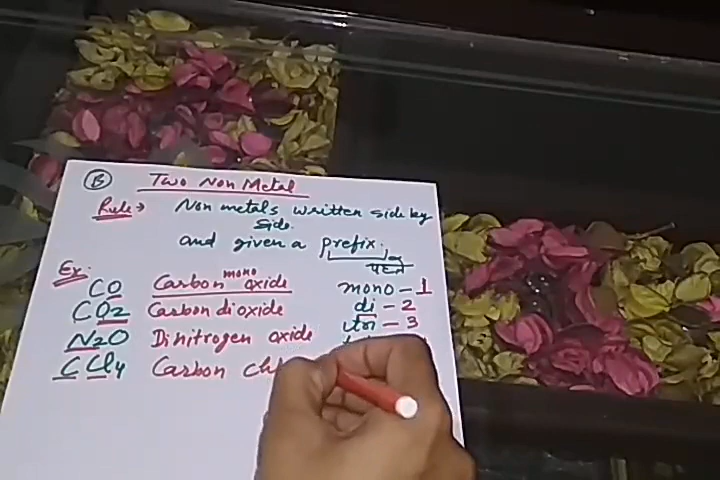 B Two Non Metal
Rule → Non metals written side by
side.
and given a prefix.
Ex:
CO Carbon mono oxide mono - 1
CO2 Carbon dioxide di - 2
N2O Dinitrogen oxide tri - 3
CCl4 Carbon